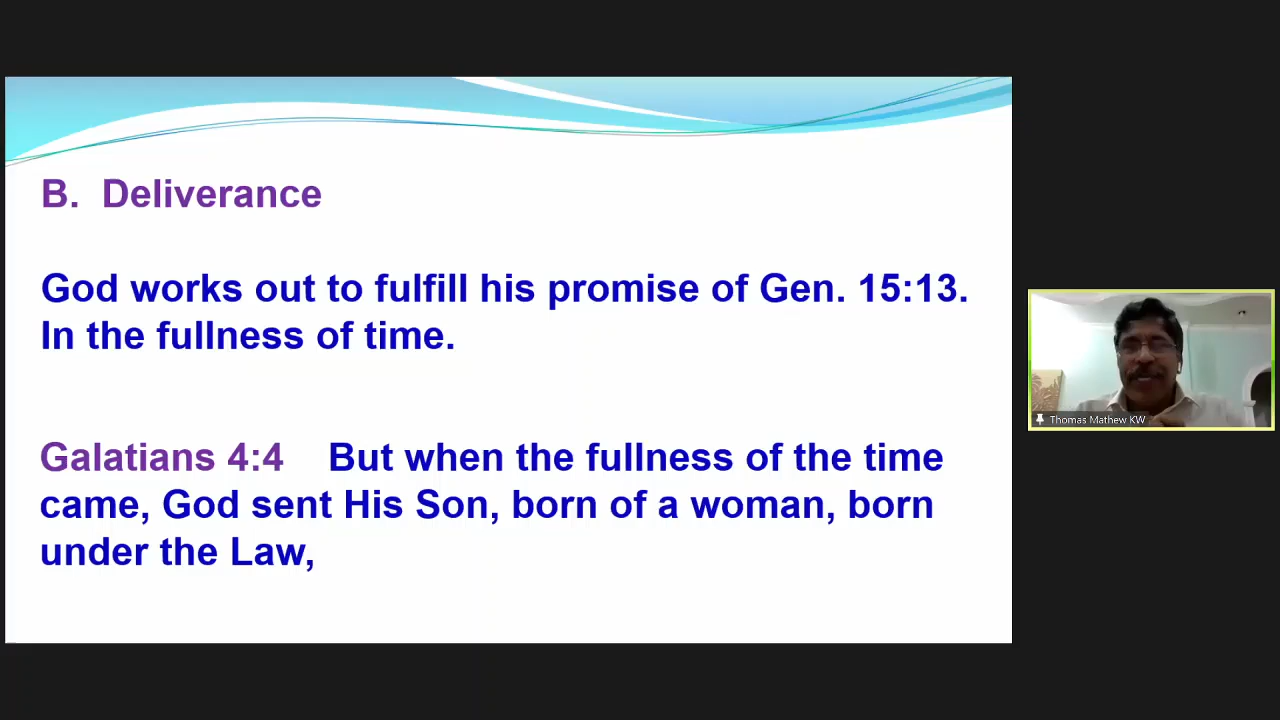 B. Deliverance
God works out to fulfill his promise of Gen. 15:13.
In the fullness of time.
Galatians 4:4 But when the fullness of the time
came, God sent His Son, born of a woman, born
under the Law,
Thomas Mathew KW